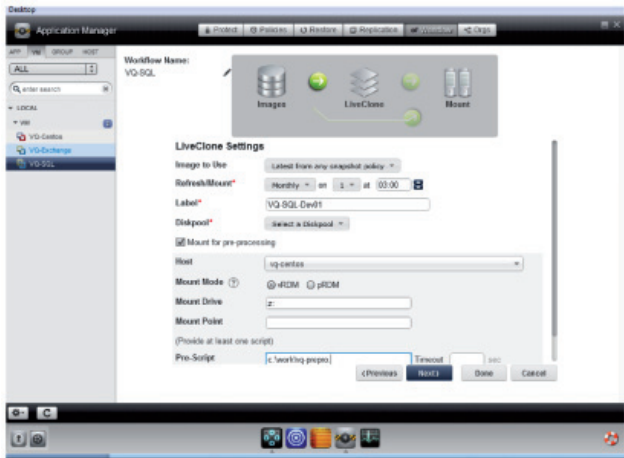 Desktop
Application Manager
Protect
Policies
Restore
Replication
Workflow
Orgs
APP
VM
GROUP
HOST
ALL
enter search
LOCAL
VM
VQ-Centos
VQ-Exchange
VQ-SQL
Workflow Name:
VQ-SQL
Images
LiveClone
Mount
LiveClone Settings
Image to Use
Latest from any snapshot policy
Refresh/Mount*
Monthly on 1 at 03:00
Label*
VQ-SQL-Dev01
Diskpool*
Select a Diskpool
Mount for pre-processing
Host
vq-centos
Mount Mode ?
vRDM pRDM
Mount Drive
z:
Mount Point
(Provide at least one script)
Pre-Script
Timeout
sec
‹Previous
Next›
Done
Cancel